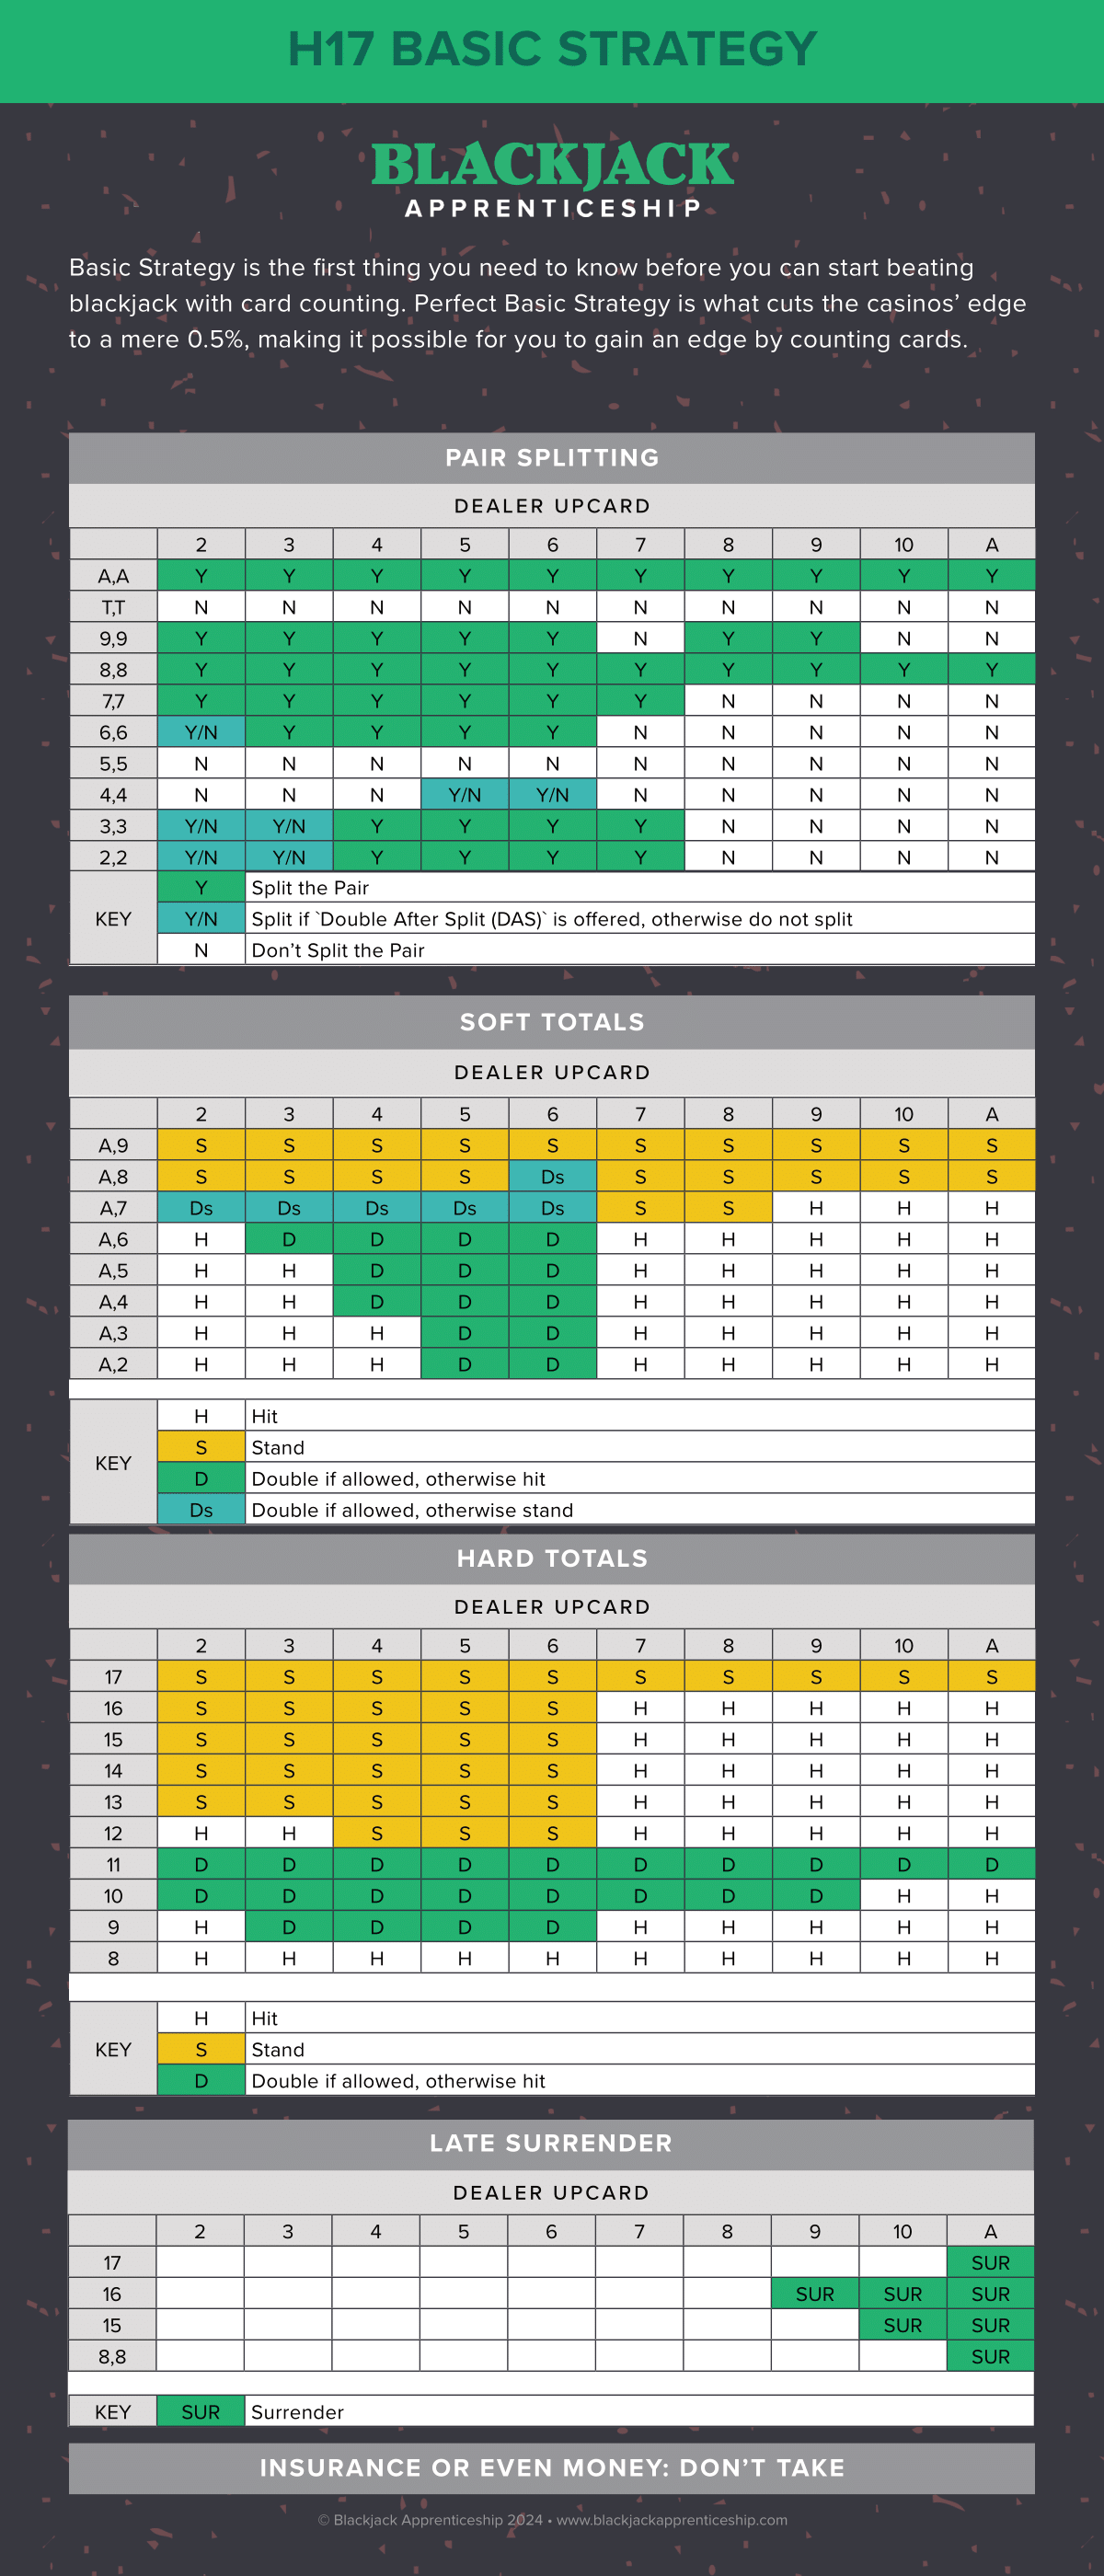 H17 BASIC STRATEGY
BLACKJACK
APPRENTICESHIP
Basic Strategy is the first thing you need to know before you can start beating
blackjack with card counting. Perfect Basic Strategy is what cuts the casinos’ edge
to a mere 0.5%, making it possible for you to gain an edge by counting cards.
PAIR SPLITTING
DEALER UPCARD
2 3 4 5 6 7 8 9 10 A
A,A Y Y Y Y Y Y Y Y Y Y
T,T N N N N N N N N N N
9,9 Y Y Y Y Y N Y Y N N
8,8 Y Y Y Y Y Y Y Y Y Y
7,7 Y Y Y Y Y Y N N N N
6,6 Y/N Y Y Y Y N N N N N
5,5 N N N N N N N N N N
4,4 N N N Y/N Y/N N N N N N
3,3 Y/N Y/N Y Y Y Y N N N N
2,2 Y/N Y/N Y Y Y Y N N N N
KEY
Y Split the Pair
Y/N Split if `Double After Split (DAS)` is offered, otherwise do not split
N Don’t Split the Pair
SOFT TOTALS
DEALER UPCARD
2 3 4 5 6 7 8 9 10 A
A,9 S S S S S S S S S S
A,8 S S S S Ds S S S S S
A,7 Ds Ds Ds Ds Ds S S H H H
A,6 H D D D D H H H H H
A,5 H H D D D H H H H H
A,4 H H D D D H H H H H
A,3 H H H D D H H H H H
A,2 H H H D D H H H H H
KEY
H Hit
S Stand
D Double if allowed, otherwise hit
Ds Double if allowed, otherwise stand
HARD TOTALS
DEALER UPCARD
2 3 4 5 6 7 8 9 10 A
17 S S S S S S S S S S
16 S S S S S H H H H H
15 S S S S S H H H H H
14 S S S S S H H H H H
13 S S S S S H H H H H
12 H H S S S H H H H H
11 D D D D D D D D D D
10 D D D D D D D D H H
9 H D D D D H H H H H
8 H H H H H H H H H H
KEY
H Hit
S Stand
D Double if allowed, otherwise hit
LATE SURRENDER
DEALER UPCARD
2 3 4 5 6 7 8 9 10 A
17 SUR
16 SUR SUR SUR
15 SUR SUR
8,8 SUR
KEY SUR Surrender
INSURANCE OR EVEN MONEY: DON’T TAKE
© Blackjack Apprenticeship 2024 • www.blackjackapprenticeship.com